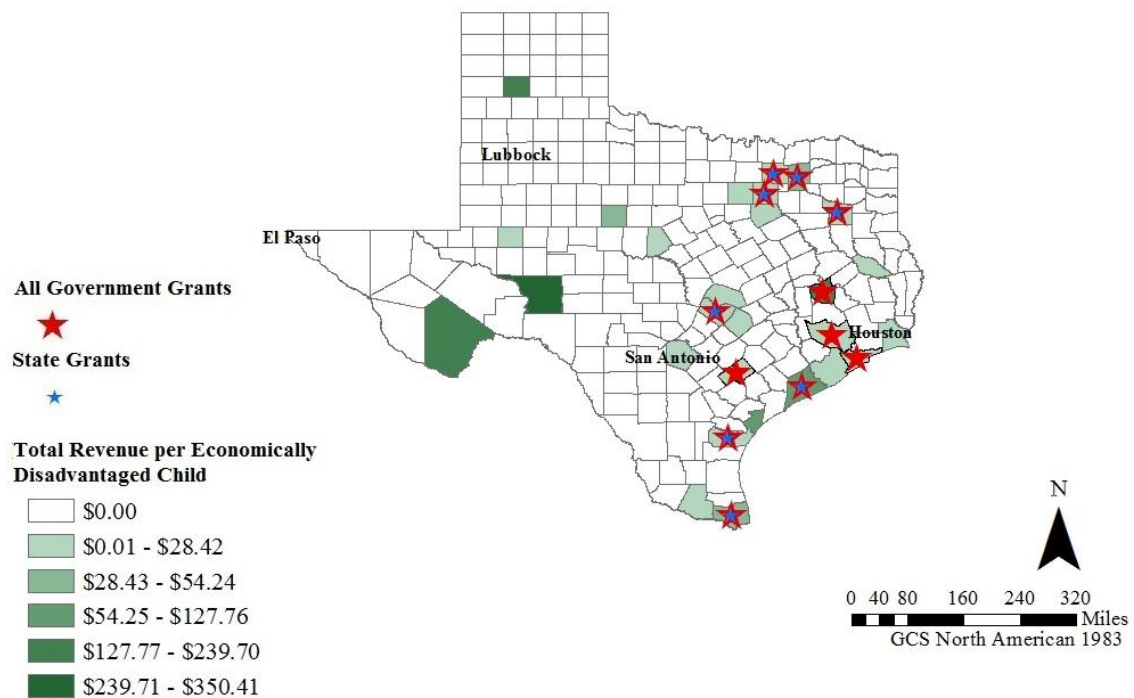 Lubbock
El Paso
All Government Grants
State Grants
Houston
San Antonio
Total Revenue per Economically
Disadvantaged Child
$0.00
$0.01 - $28.42
$28.43 - $54.24
$54.25 - $127.76
$127.77 - $239.70
$239.71 - $350.41
N
0 40 80 160 240 320
Miles
GCS North American 1983